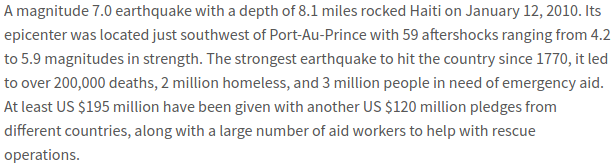 A magnitude 7.0 earthquake with a depth of 8.1 miles rocked Haiti on January 12, 2010. Its
epicenter was located just southwest of Port-Au-Prince with 59 aftershocks ranging from 4.2
to 5.9 magnitudes in strength. The strongest earthquake to hit the country since 1770, it led
to over 200,000 deaths, 2 million homeless, and 3 million people in need of emergency aid.
At least US $195 million have been given with another US $120 million pledges from
different countries, along with a large number of aid workers to help with rescue
operations.